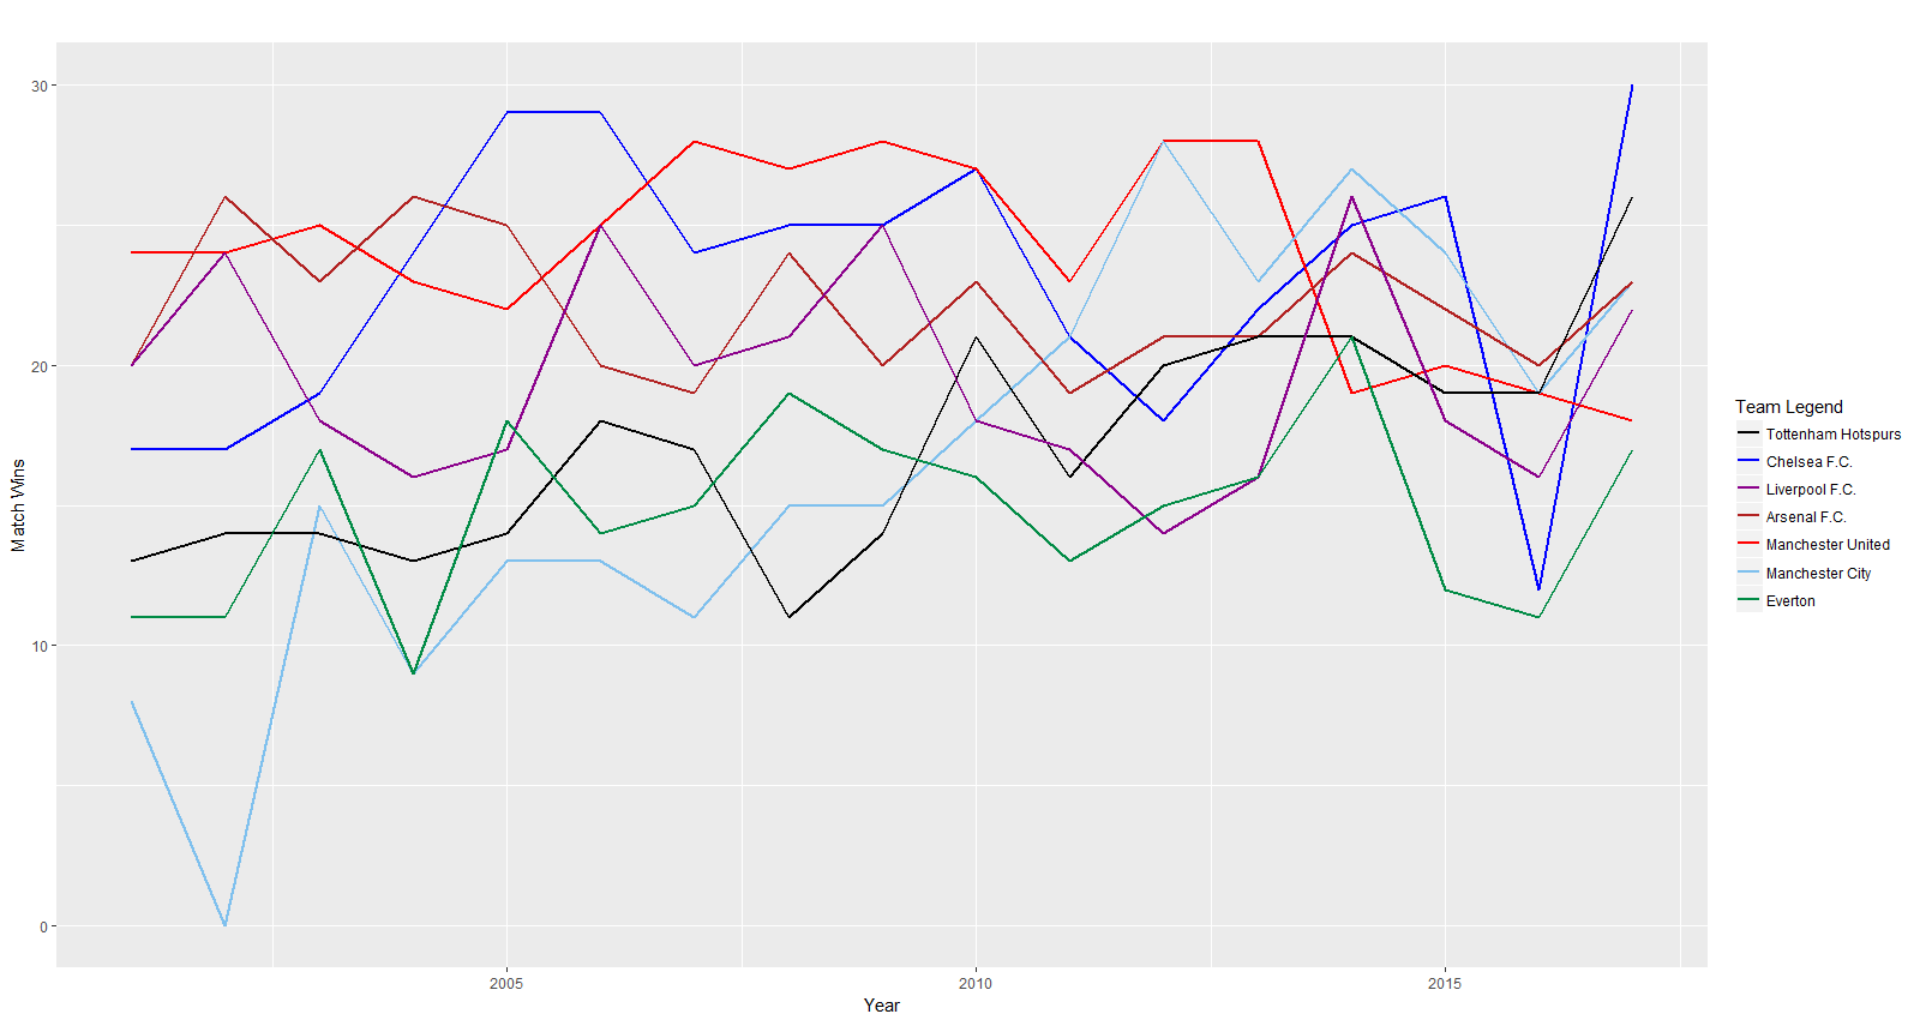 30
20
10
0
Match Wins
2005
2010
2015
Year
Team Legend
Tottenham Hotspurs
Chelsea F.C.
Liverpool F.C.
Arsenal F.C.
Manchester United
Manchester City
Everton